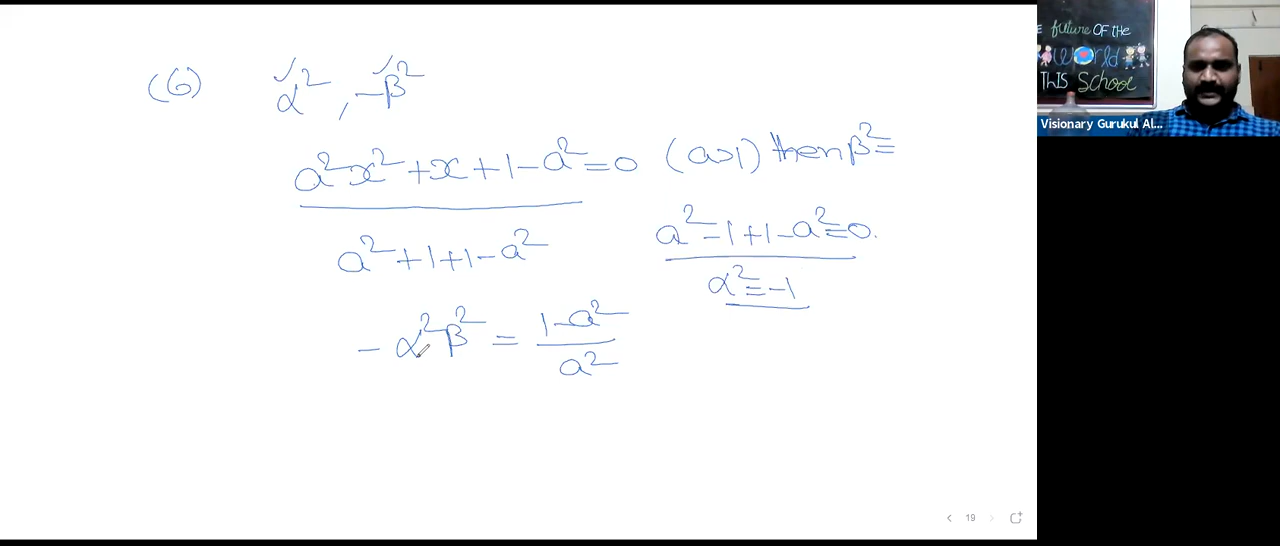 (6) α², -β²
a²x² + x + 1 - a² = 0 (a>1) then β² =
a² + 1 + 1 - a²
a² - 1 + 1 - a² = 0.
α² = -1
- α²β² = (1 - a²)/a²
19
future OF the
World
THIS School
Visionary Gurukul Al...